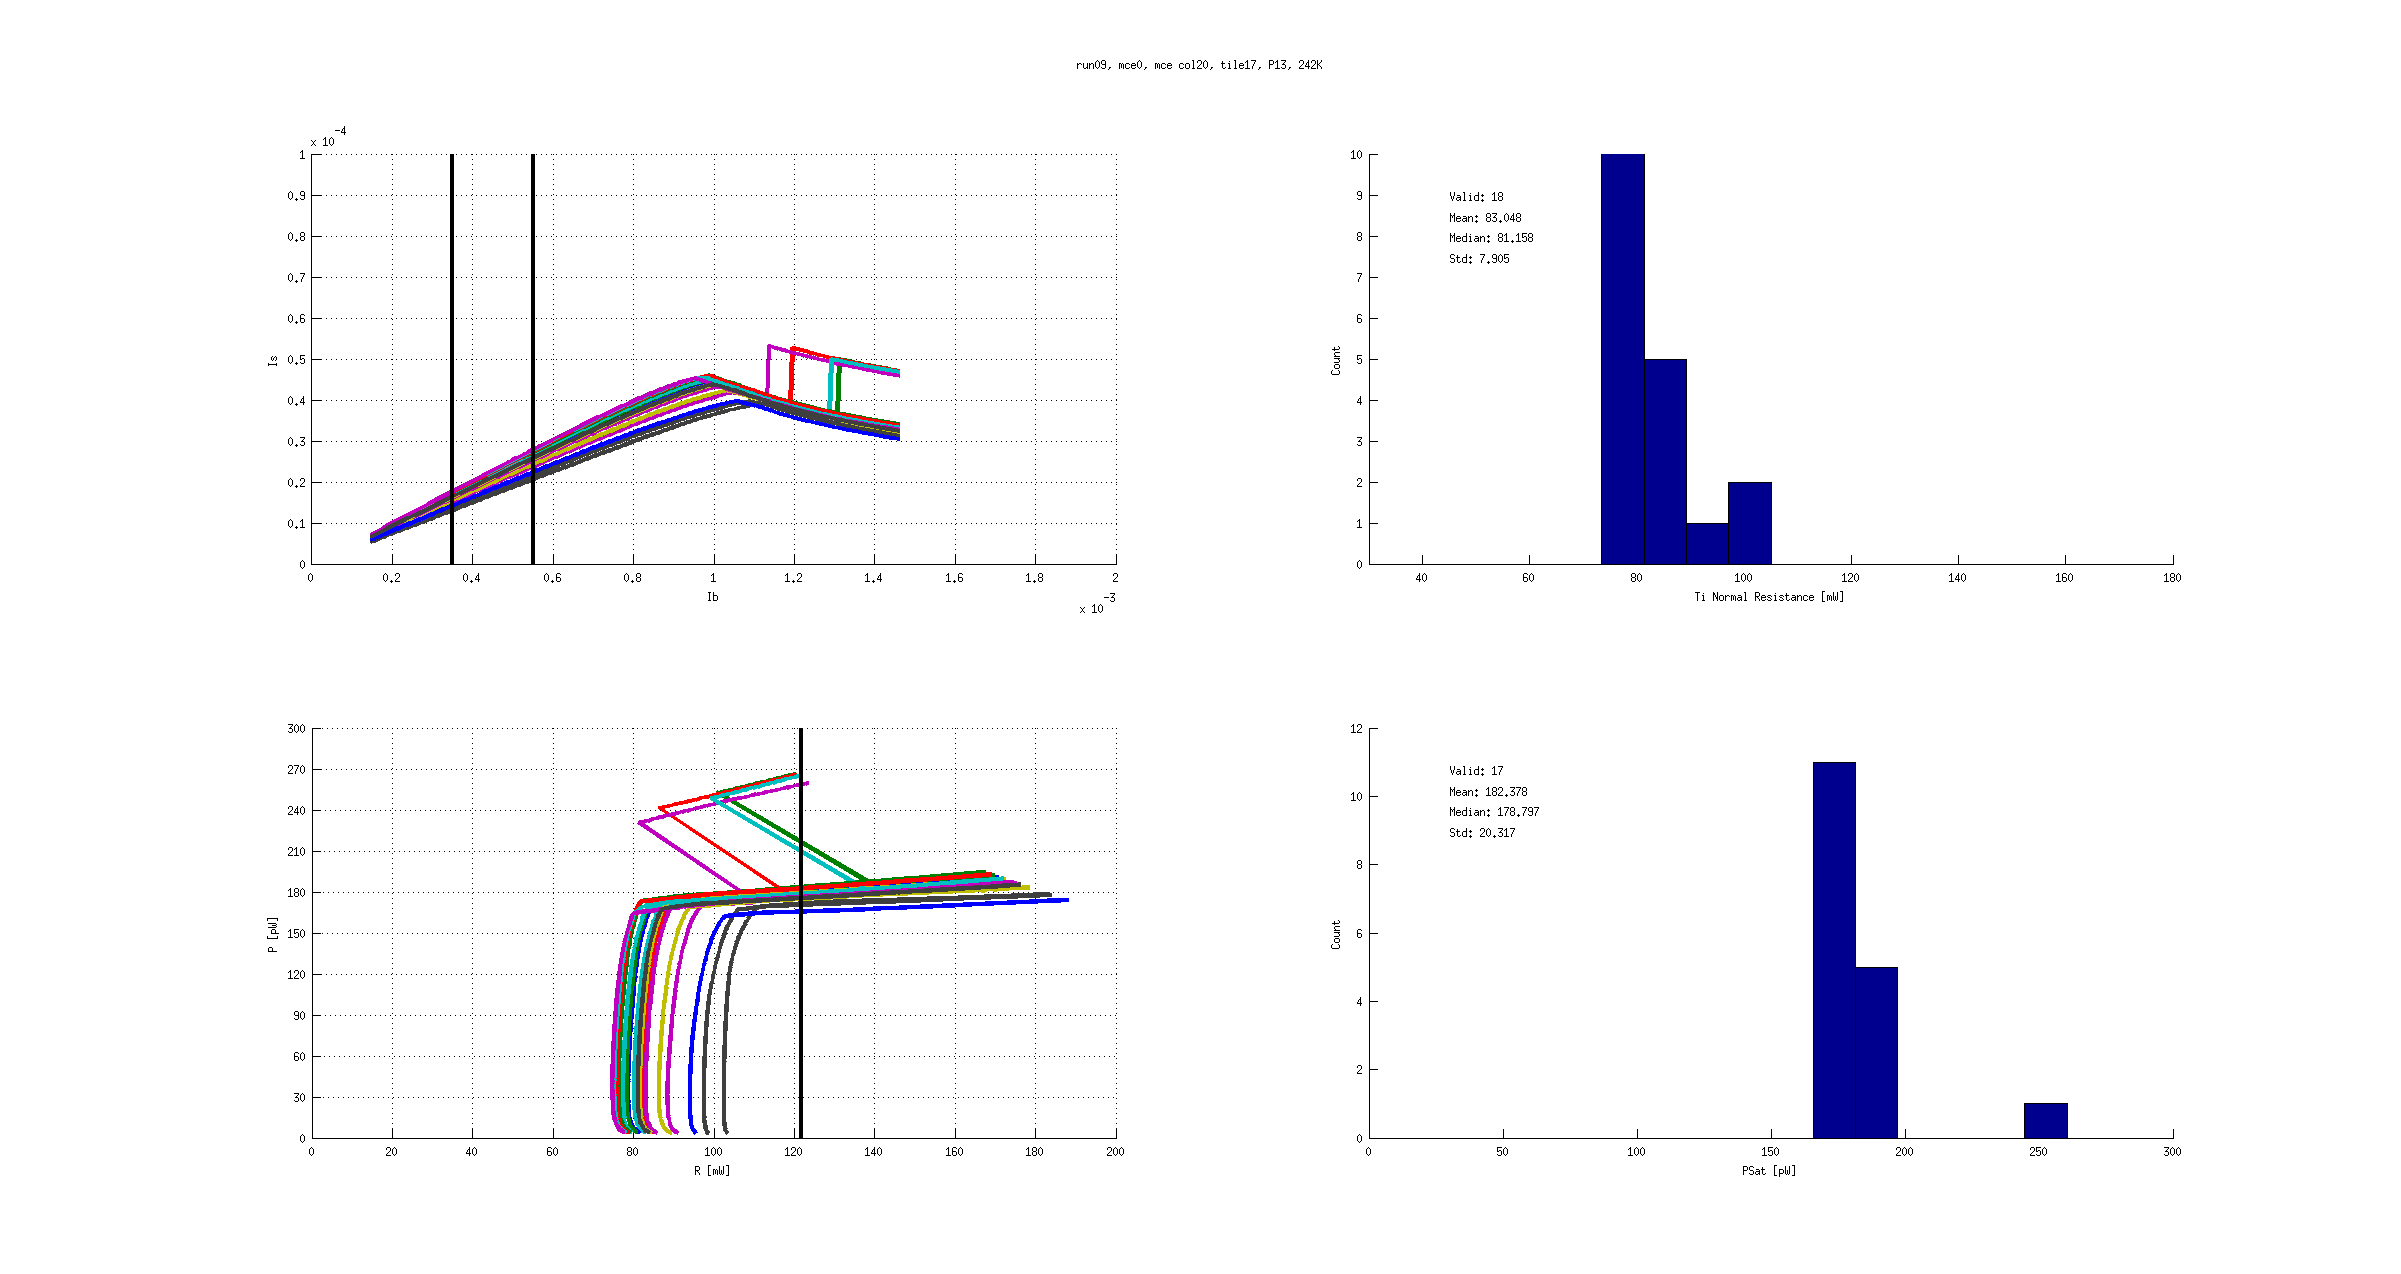 run09, mce0, mce col20, tile17, P13, 242K
x 10^-4
1
0.9
0.8
0.7
0.6
0.5
0.4
0.3
0.2
0.1
0
Is
0 0.2 0.4 0.6 0.8 1 1.2 1.4 1.6 1.8 2
Ib
x 10^-3
10
9
8
7
6
5
4
3
2
1
0
Count
Valid: 18
Mean: 83.048
Median: 81.158
Std: 7.905
40 60 80 100 120 140 160 180
Ti Normal Resistance [mW]
300
270
240
210
180
150
120
90
60
30
0
P [pW]
0 20 40 60 80 100 120 140 160 180 200
R [mW]
12
10
8
6
4
2
0
Count
Valid: 17
Mean: 182.378
Median: 178.797
Std: 20.317
0 50 100 150 200 250 300
PSat [pW]